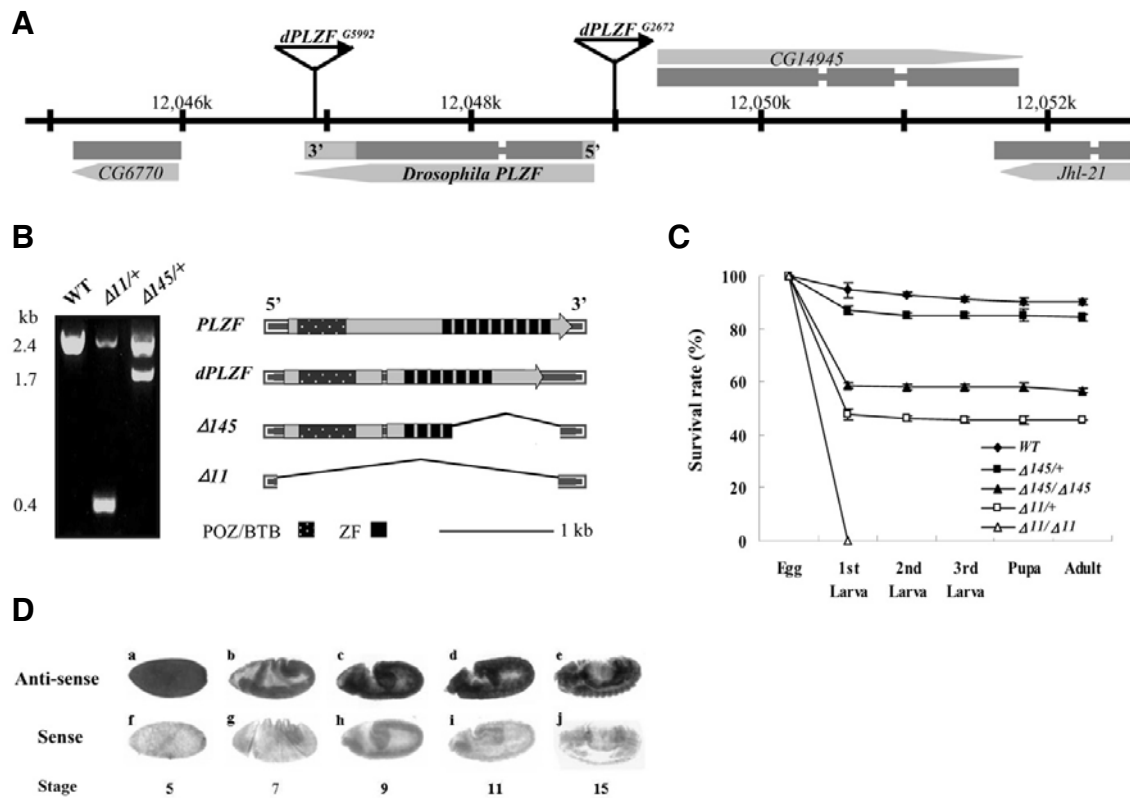 A
dPLZF G5992
dPLZF G2672
CG14945
12,046k 12,048k 12,050k 12,052k
3’ 5’
CG6770 Drosophila PLZF Jhl-21
B
WT Δ11/+ Δ145/+
kb
2.4
1.7
0.4
5’ 3’
PLZF
dPLZF
Δ145
Δ11
POZ/BTB ZF 1 kb
C
Survival rate (%)
100
80
60
40
20
0
WT
Δ145/+
Δ145/Δ145
Δ11/+
Δ11/Δ11
Egg 1st 2nd 3rd Pupa Adult
Larva Larva Larva
D
a b c d e
Anti-sense
f g h i j
Sense
Stage 5 7 9 11 15